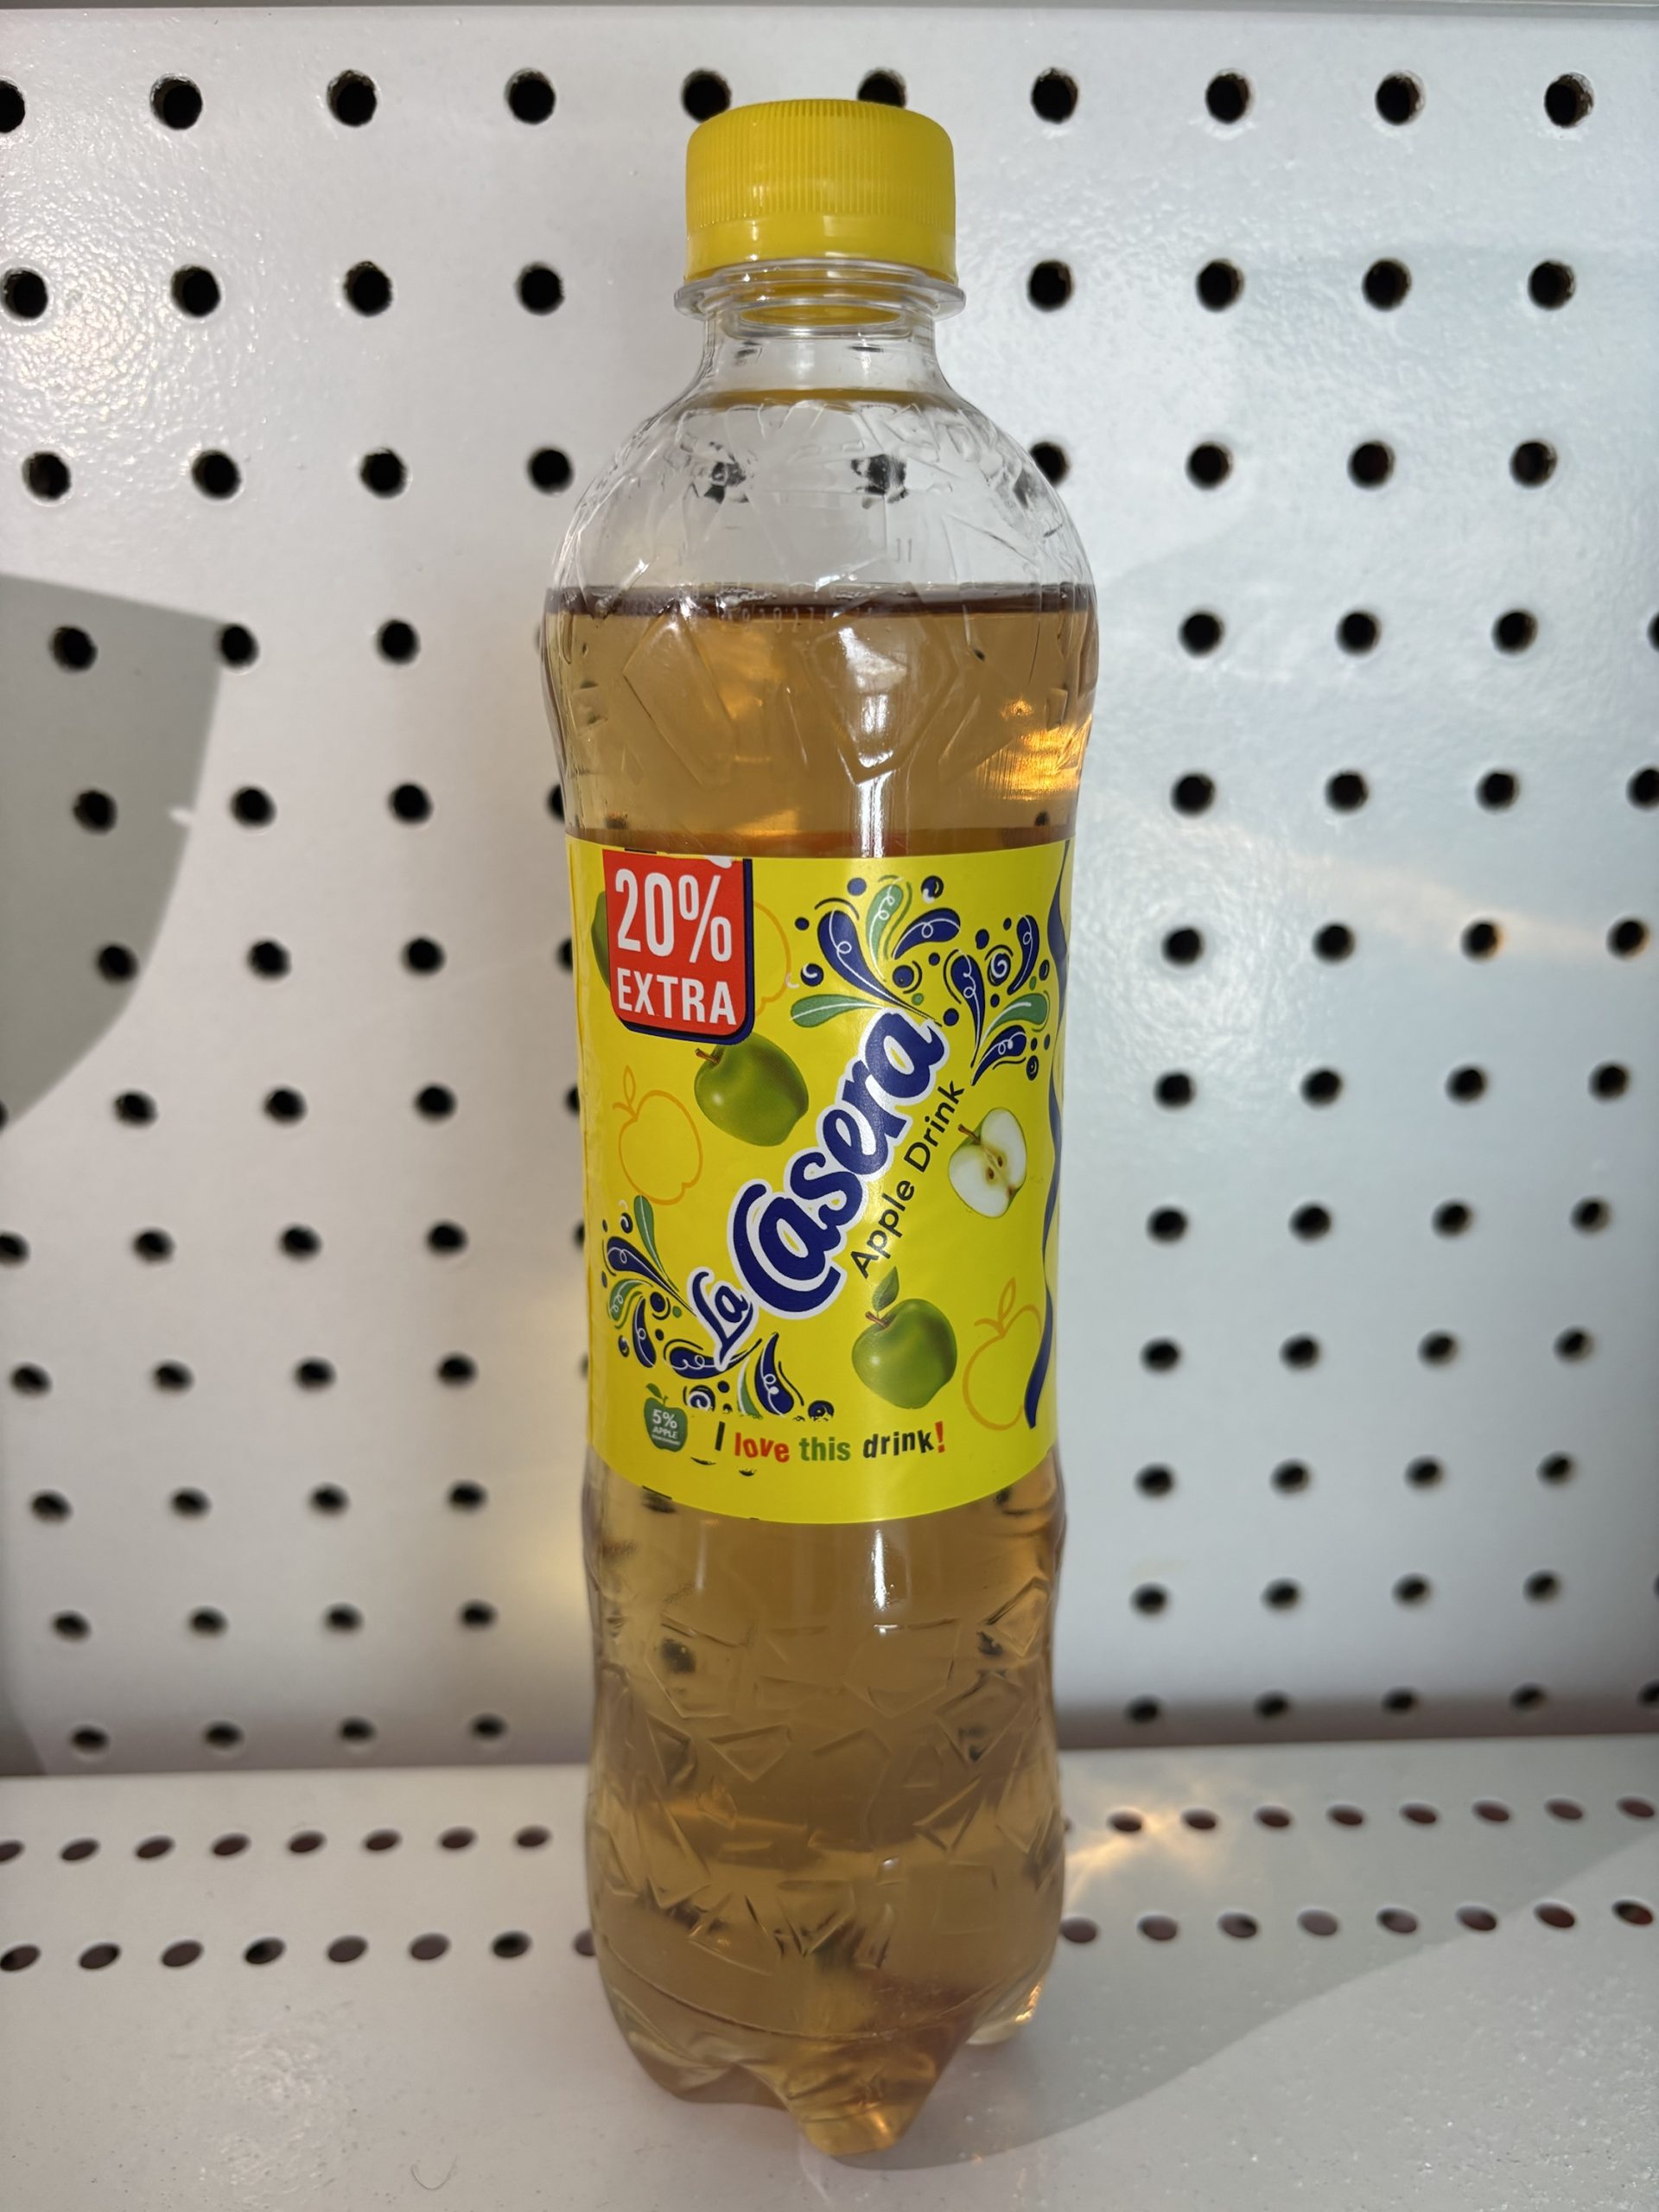 20%
EXTRA
La Casera
Apple Drink
5%
APPLE
I love this drink!